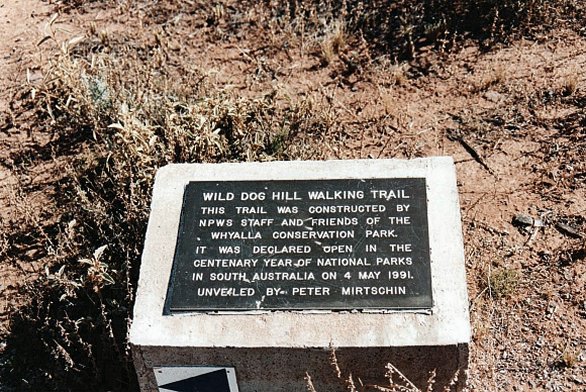 WILD DOG HILL WALKING TRAIL
THIS TRAIL WAS CONSTRUCTED BY
NPWS STAFF AND FRIENDS OF THE
WHYALLA CONSERVATION PARK.
IT WAS DECLARED OPEN IN THE
CENTENARY YEAR OF NATIONAL PARKS
IN SOUTH AUSTRALIA ON 4 MAY 1991.
UNVEILED BY PETER MIRTSCHIN